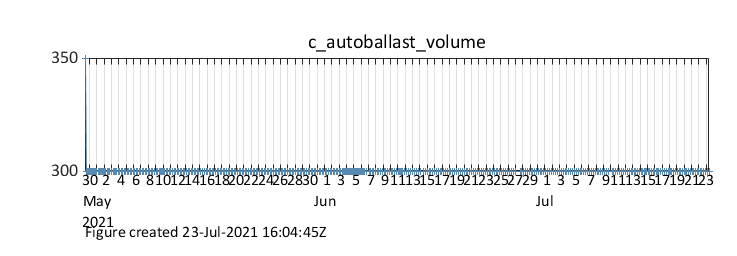 c_autoballast_volume
350
300
30 2 4 6 8 10 12 14 16 18 20 22 24 26 28 30 1 3 5 7 9 11 13 15 17 19 21 23 25 27 29 1 3 5 7 9 11 13 15 17 19 21 23
May Jun Jul
2021
Figure created 23-Jul-2021 16:04:45Z